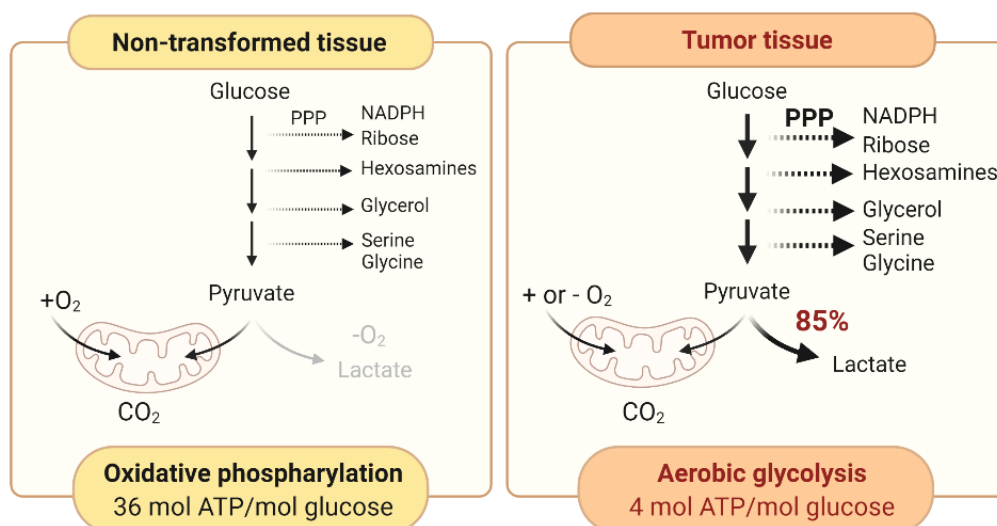 Non-transformed tissue
Glucose
PPP
NADPH
Ribose
Hexosamines
Glycerol
Serine
Glycine
+O₂
Pyruvate
-O₂
Lactate
CO₂
Oxidative phospharylation
36 mol ATP/mol glucose
Tumor tissue
Glucose
PPP
NADPH
Ribose
Hexosamines
Glycerol
Serine
Glycine
+ or - O₂
Pyruvate
85%
Lactate
CO₂
Aerobic glycolysis
4 mol ATP/mol glucose